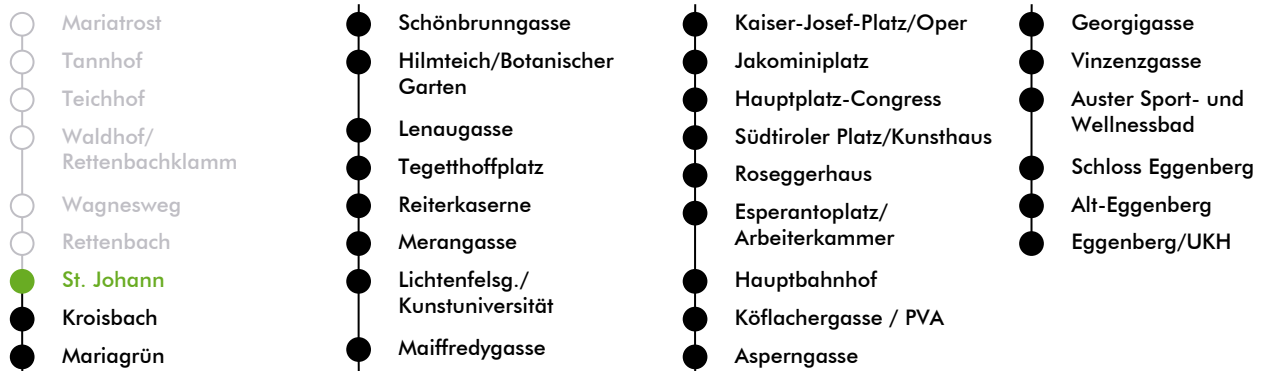 Mariatrost
Tannhof
Teichhof
Waldhof/
Rettenbachklamm
Wagnesweg
Rettenbach
St. Johann
Kroisbach
Mariagrün
Schönbrunngasse
Hilmteich/Botanischer
Garten
Lenaugasse
Tegetthoffplatz
Reiterkaserne
Merangasse
Lichtenfelsg./
Kunstuniversität
Maiffredygasse
Kaiser-Josef-Platz/Oper
Jakominiplatz
Hauptplatz-Congress
Südtiroler Platz/Kunsthaus
Roseggerhaus
Esperantoplatz/
Arbeiterkammer
Hauptbahnhof
Köflachergasse / PVA
Asperngasse
Georgigasse
Vinzenzgasse
Auster Sport- und
Wellnessbad
Schloss Eggenberg
Alt-Eggenberg
Eggenberg/UKH